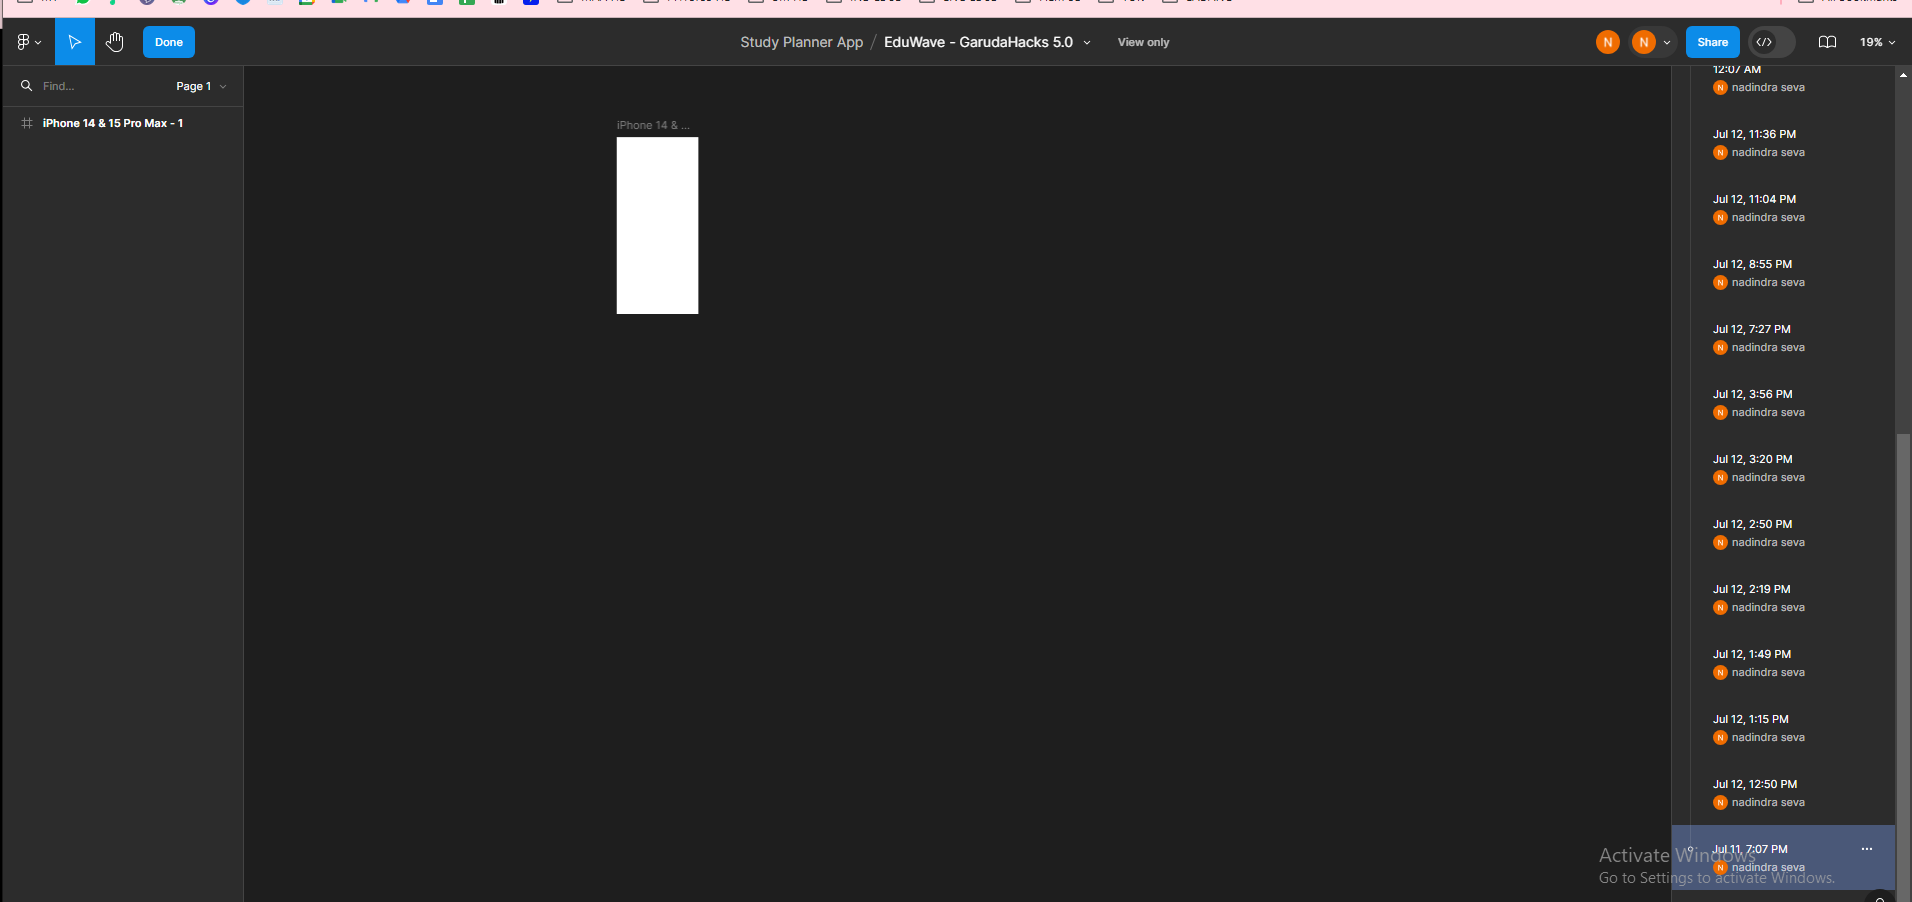 Done
Study Planner App / EduWave - GarudaHacks 5.0
View only
N
N
Share
19%
Find...
Page 1
iPhone 14 & 15 Pro Max - 1
iPhone 14 & ...
12:07 AM
N nadindra seva
Jul 12, 11:36 PM
N nadindra seva
Jul 12, 11:04 PM
N nadindra seva
Jul 12, 8:55 PM
N nadindra seva
Jul 12, 7:27 PM
N nadindra seva
Jul 12, 3:56 PM
N nadindra seva
Jul 12, 3:20 PM
N nadindra seva
Jul 12, 2:50 PM
N nadindra seva
Jul 12, 2:19 PM
N nadindra seva
Jul 12, 1:49 PM
N nadindra seva
Jul 12, 1:15 PM
N nadindra seva
Jul 12, 12:50 PM
N nadindra seva
Jul 11, 7:07 PM
N nadindra seva
Activate Windows
Go to Settings to activate Windows.